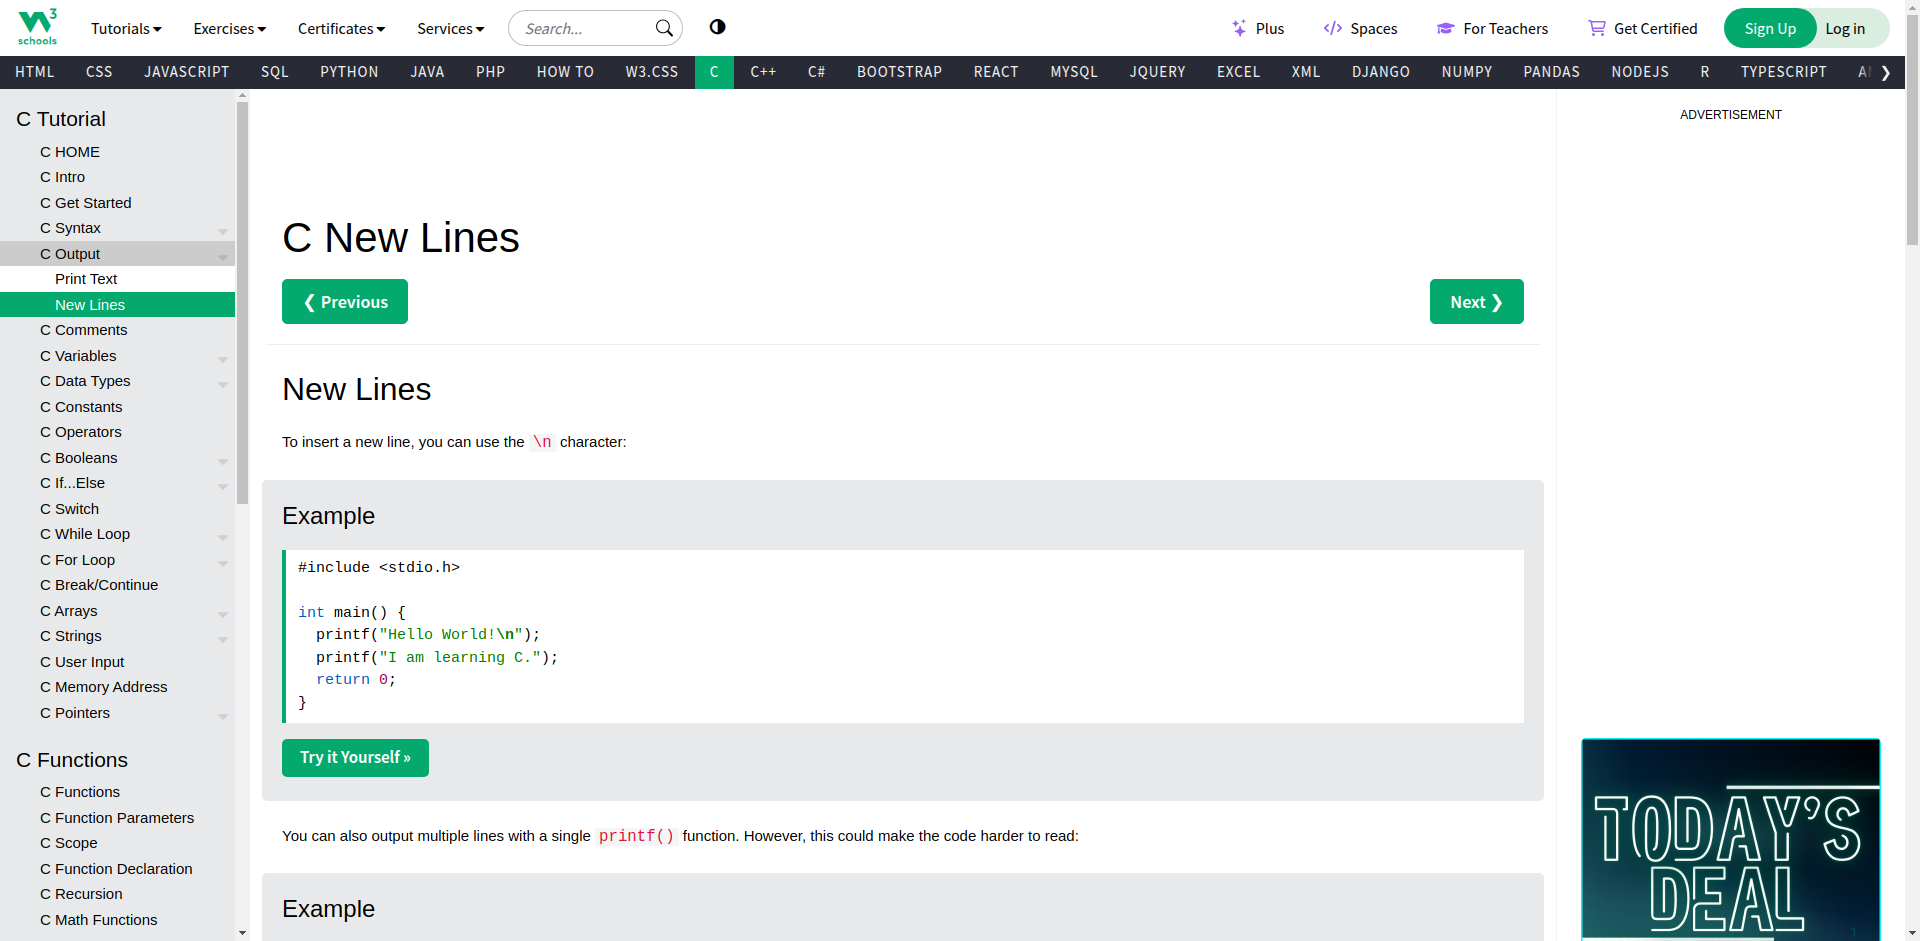 3
schools
Tutorials
Exercises
Certificates
Services
Search...
Plus
Spaces
For Teachers
Get Certified
Sign Up
Log in
HTML
CSS
JAVASCRIPT
SQL
PYTHON
JAVA
PHP
HOW TO
W3.CSS
C
C++
C#
BOOTSTRAP
REACT
MYSQL
JQUERY
EXCEL
XML
DJANGO
NUMPY
PANDAS
NODEJS
R
TYPESCRIPT
❯
C Tutorial
C HOME
C Intro
C Get Started
C Syntax
C Output
Print Text
New Lines
C Comments
C Variables
C Data Types
C Constants
C Operators
C Booleans
C If...Else
C Switch
C While Loop
C For Loop
C Break/Continue
C Arrays
C Strings
C User Input
C Memory Address
C Pointers
C Functions
C Functions
C Function Parameters
C Scope
C Function Declaration
C Recursion
C Math Functions
C New Lines
❮ Previous
Next ❯
New Lines
To insert a new line, you can use the \n character:
Example
#include <stdio.h>
int main() {
printf("Hello World!\n");
printf("I am learning C.");
return 0;
}
Try it Yourself »
You can also output multiple lines with a single printf() function. However, this could make the code harder to read:
Example
ADVERTISEMENT
TODAY'S
DEAL